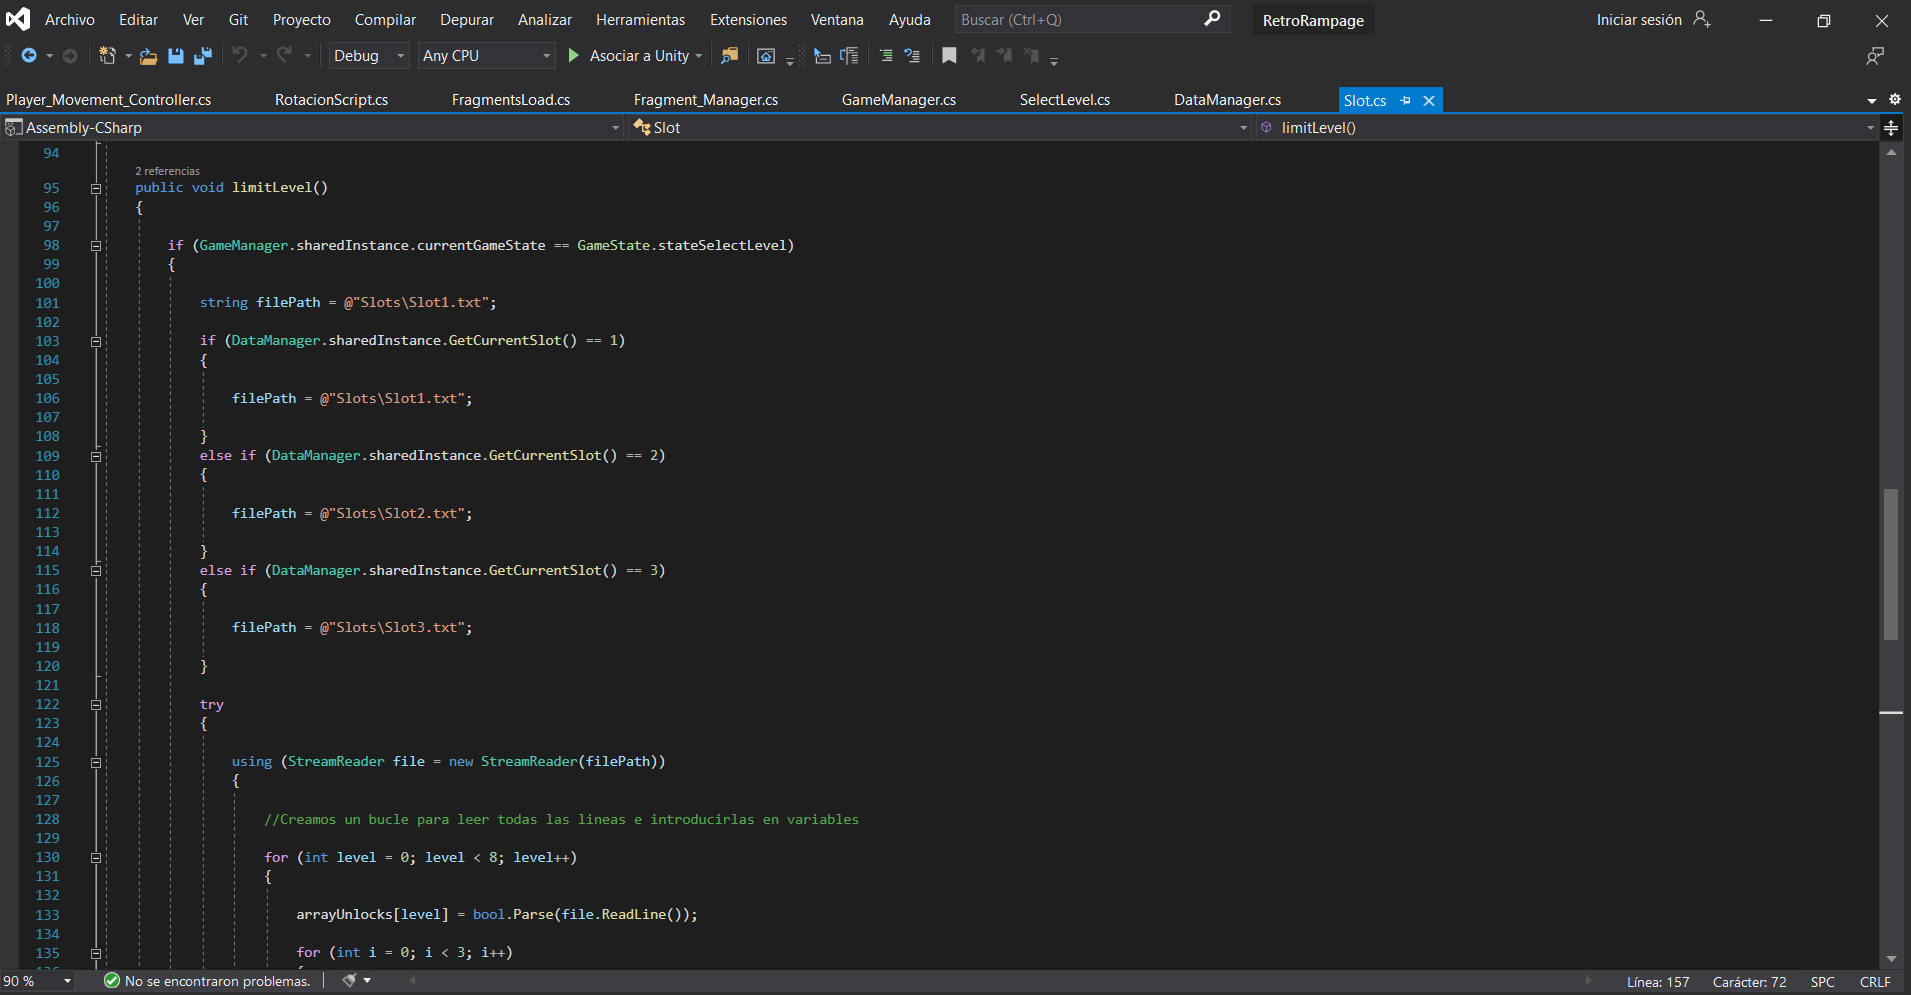 Archivo Editar Ver Git Proyecto Compilar Depurar Analizar Herramientas Extensiones Ventana Ayuda Buscar (Ctrl+Q) RetroRampage Iniciar sesión
Debug Any CPU Asociar a Unity
Player_Movement_Controller.cs RotacionScript.cs FragmentsLoad.cs Fragment_Manager.cs GameManager.cs SelectLevel.cs DataManager.cs Slot.cs
Assembly-CSharp Slot limitLevel()
94
2 referencias
95 public void limitLevel()
96 {
97
98 if (GameManager.sharedInstance.currentGameState == GameState.stateSelectLevel)
99 {
100
101 string filePath = @"Slots\Slot1.txt";
102
103 if (DataManager.sharedInstance.GetCurrentSlot() == 1)
104 {
105
106 filePath = @"Slots\Slot1.txt";
107
108 }
109 else if (DataManager.sharedInstance.GetCurrentSlot() == 2)
110 {
111
112 filePath = @"Slots\Slot2.txt";
113
114 }
115 else if (DataManager.sharedInstance.GetCurrentSlot() == 3)
116 {
117
118 filePath = @"Slots\Slot3.txt";
119
120 }
121
122 try
123 {
124
125 using (StreamReader file = new StreamReader(filePath))
126 {
127
128 //Creamos un bucle para leer todas las lineas e introducirlas en variables
129
130 for (int level = 0; level < 8; level++)
131 {
132
133 arrayUnlocks[level] = bool.Parse(file.ReadLine());
134
135 for (int i = 0; i < 3; i++)
90 % No se encontraron problemas. Línea: 157 Carácter: 72 SPC CRLF